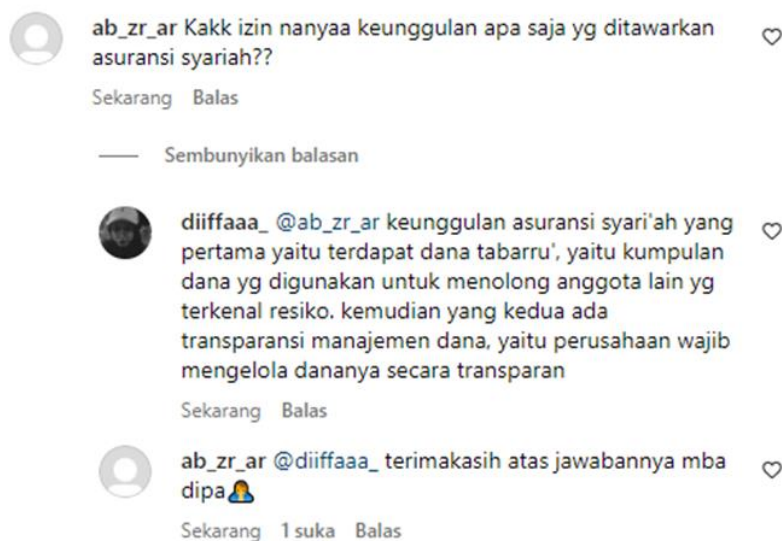 ab_zr_ar Kakk izin nanyaa keunggulan apa saja yg ditawarkan
asuransi syariah??
Sekarang Balas
Sembunyikan balasan
diiffaaa_ @ab_zr_ar keunggulan asuransi syari'ah yang
pertama yaitu terdapat dana tabarru', yaitu kumpulan
dana yg digunakan untuk menolong anggota lain yg
terkenal resiko. kemudian yang kedua ada
transparansi manajemen dana, yaitu perusahaan wajib
mengelola dananya secara transparan
Sekarang Balas
ab_zr_ar @diiffaaa_ terimakasih atas jawabannya mba
dipa
Sekarang 1 suka Balas